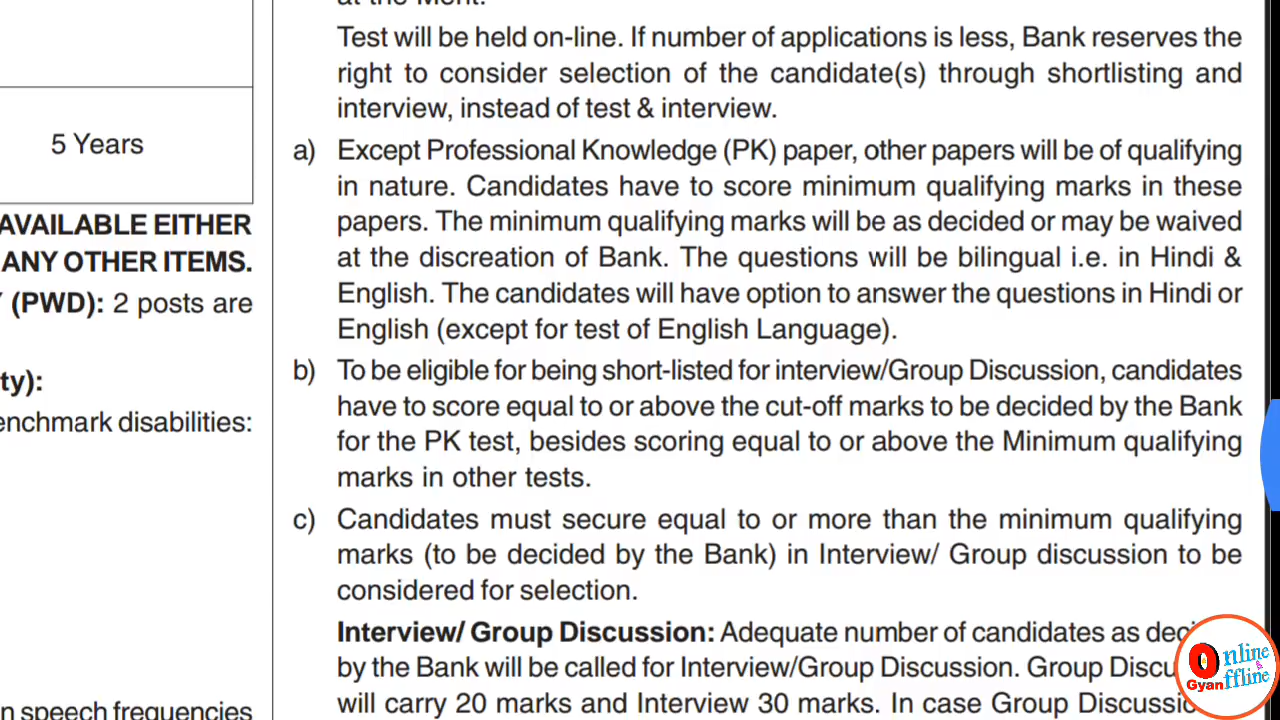 5 Years
AVAILABLE EITHER
ANY OTHER ITEMS.
(PWD): 2 posts are
ty):
enchmark disabilities:
n speech frequencies
at the Merit.
Test will be held on-line. If number of applications is less, Bank reserves the
right to consider selection of the candidate(s) through shortlisting and
interview, instead of test & interview.
a) Except Professional Knowledge (PK) paper, other papers will be of qualifying
in nature. Candidates have to score minimum qualifying marks in these
papers. The minimum qualifying marks will be as decided or may be waived
at the discreation of Bank. The questions will be bilingual i.e. in Hindi &
English. The candidates will have option to answer the questions in Hindi or
English (except for test of English Language).
b) To be eligible for being short-listed for interview/Group Discussion, candidates
have to score equal to or above the cut-off marks to be decided by the Bank
for the PK test, besides scoring equal to or above the Minimum qualifying
marks in other tests.
c) Candidates must secure equal to or more than the minimum qualifying
marks (to be decided by the Bank) in Interview/ Group discussion to be
considered for selection.
Interview/ Group Discussion: Adequate number of candidates as deci
by the Bank will be called for Interview/Group Discussion. Group Discu
will carry 20 marks and Interview 30 marks. In case Group Discussio
Online
&
Gyan Offline